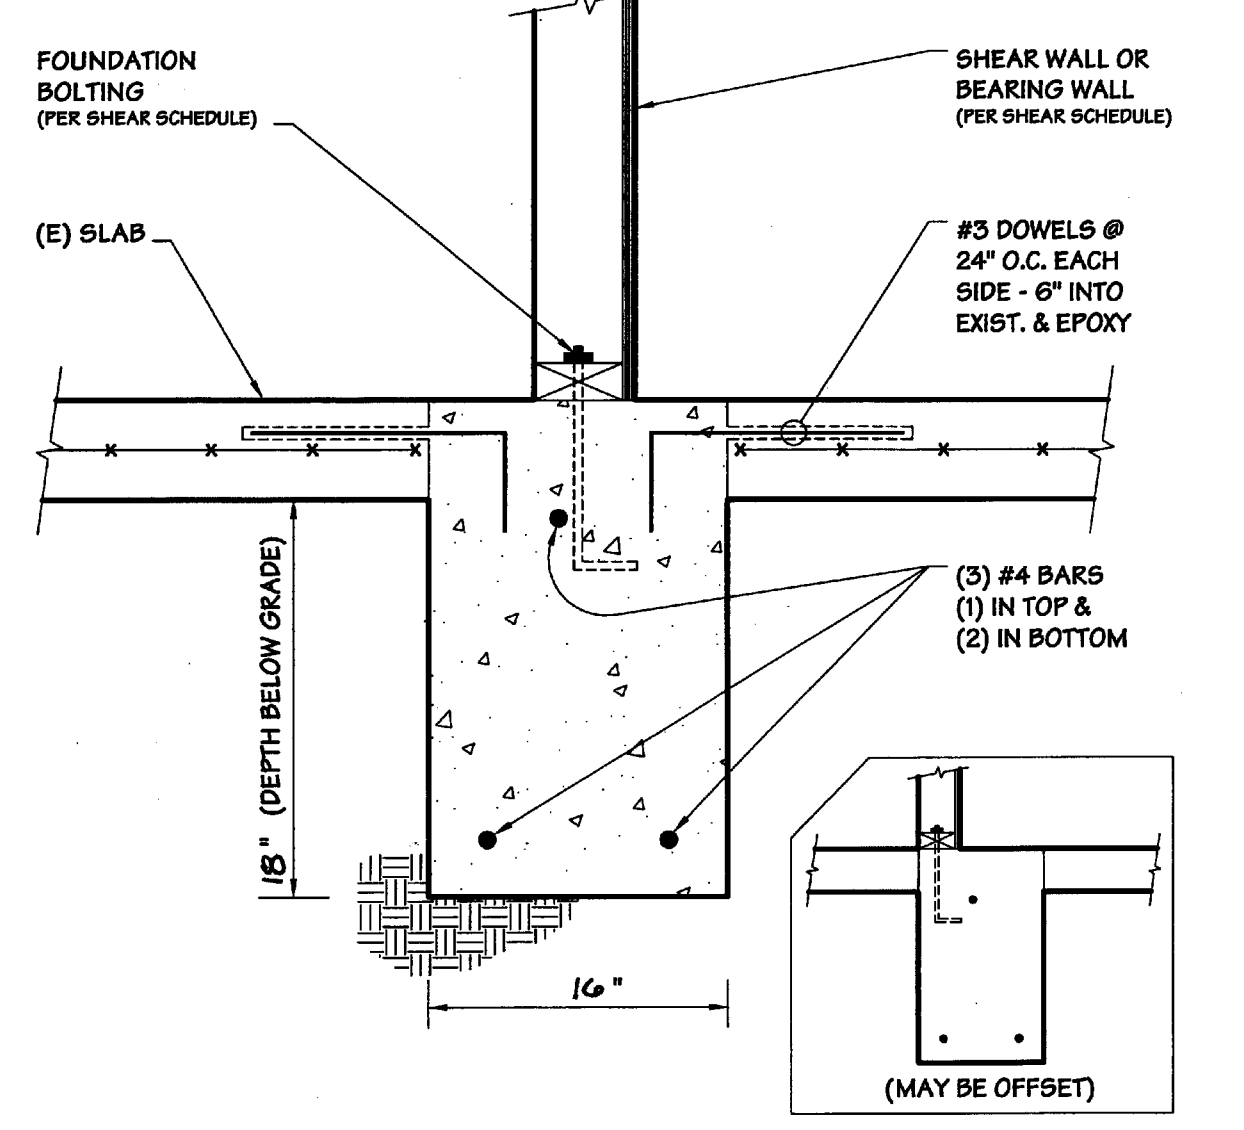 FOUNDATION
BOLTING
(PER SHEAR SCHEDULE)
SHEAR WALL OR
BEARING WALL
(PER SHEAR SCHEDULE)
(E) SLAB
#3 DOWELS @
24" O.C. EACH
SIDE - 6" INTO
EXIST. & EPOXY
(3) #4 BARS
(1) IN TOP &
(2) IN BOTTOM
18" (DEPTH BELOW GRADE)
16"
(MAY BE OFFSET)